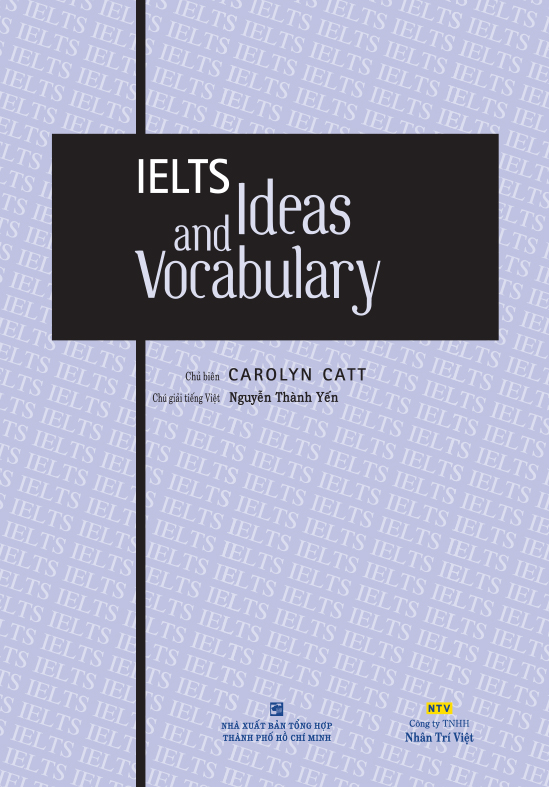 IELTS
Ideas
and
Vocabulary
Chủ biên CAROLYN CATT
Chú giải tiếng Việt Nguyễn Thành Yến
NHÀ XUẤT BẢN TỔNG HỢP
THÀNH PHỐ HỒ CHÍ MINH
NTV
Công ty TNHH
Nhân Trí Việt